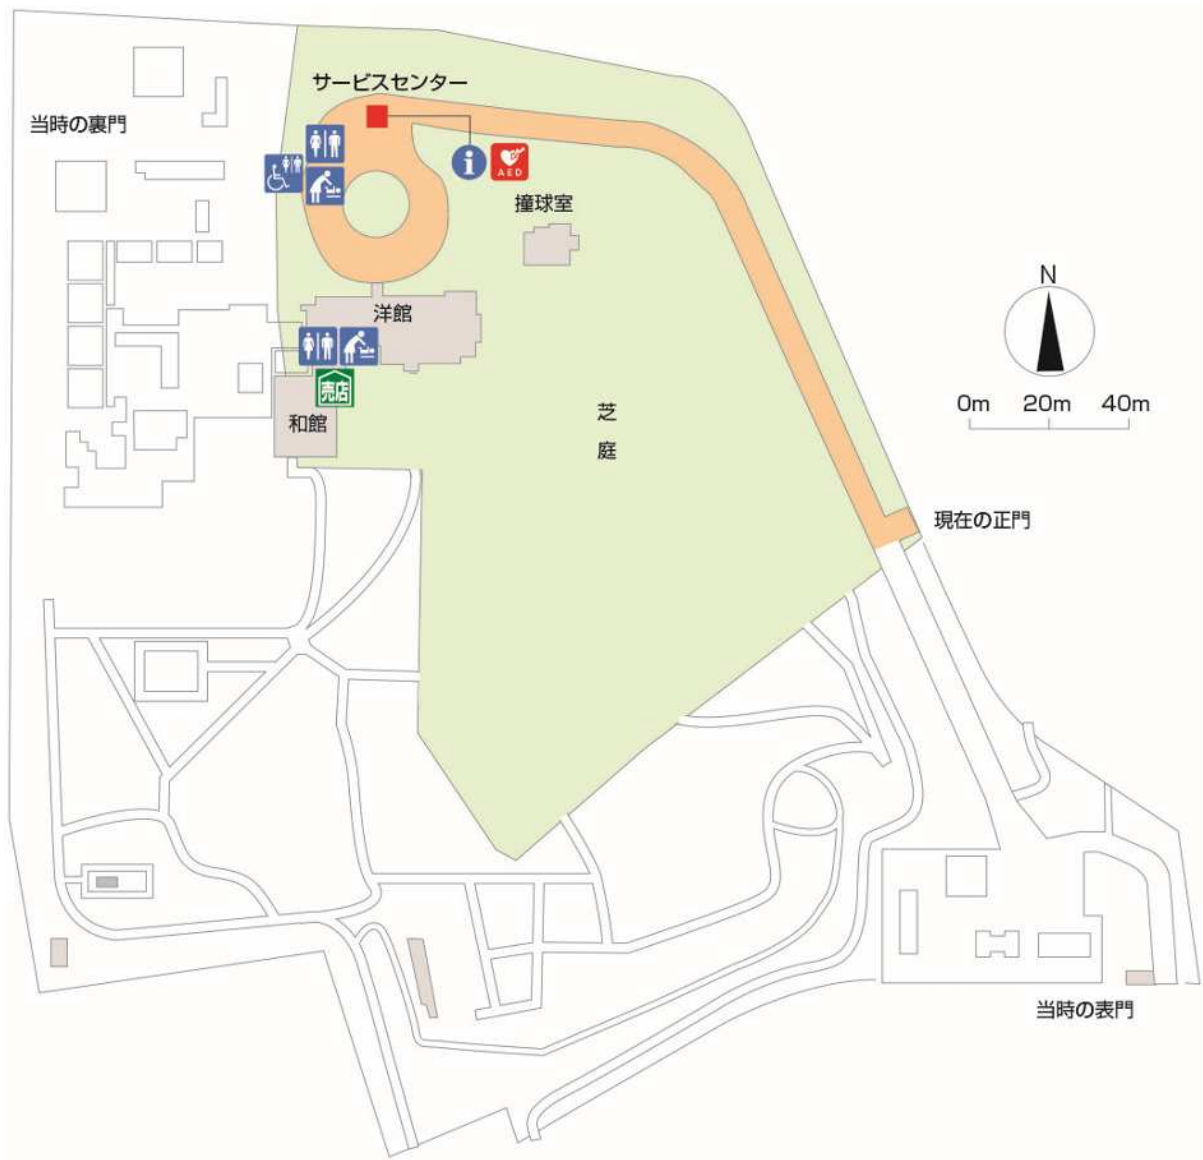 サービスセンター
当時の裏門
i
AED
撞球室
洋館
売店
和館
芝庭
N
0m 20m 40m
現在の正門
当時の表門